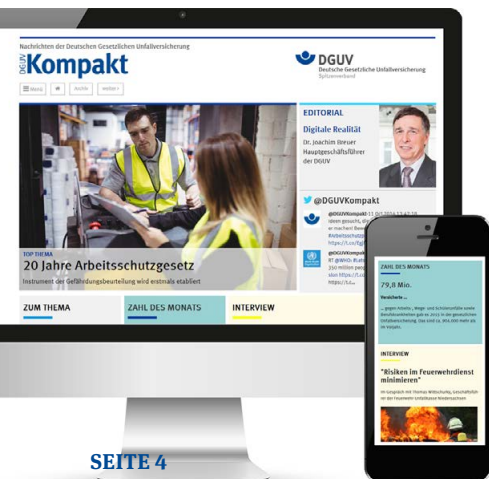 Nachrichten der Deutschen Gesetzlichen Unfallversicherung
DGUV
Kompakt
DGUV
Deutsche Gesetzliche Unfallversicherung
Spitzenverband
Menü
Archiv
weiter
EDITORIAL
Digitale Realität
Dr. Joachim Breuer
Hauptgeschäftsführer
der DGUV
@DGUVKompakt
@DGUVKompakt
TOP THEMA
20 Jahre Arbeitsschutzgesetz
Instrument der Gefährdungsbeurteilung wird erstmals etabliert
ZUM THEMA
ZAHL DES MONATS
INTERVIEW
ZAHL DES MONATS
79,8 Mio.
Versicherte ...
INTERVIEW
"Risiken im Feuerwehrdienst
minimieren"
SEITE 4